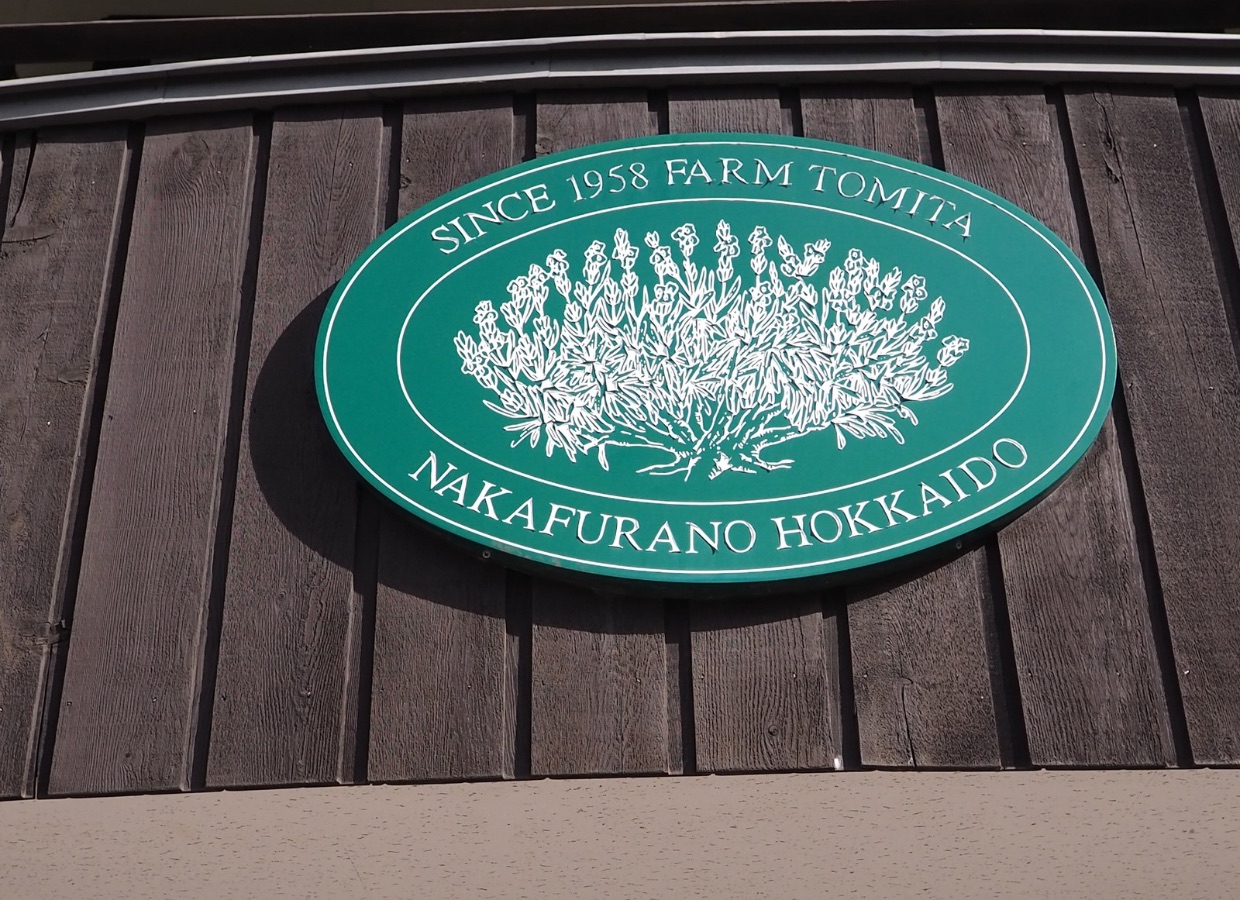 SINCE 1958 FARM TOMITA
NAKAFURANO HOKKAIDO